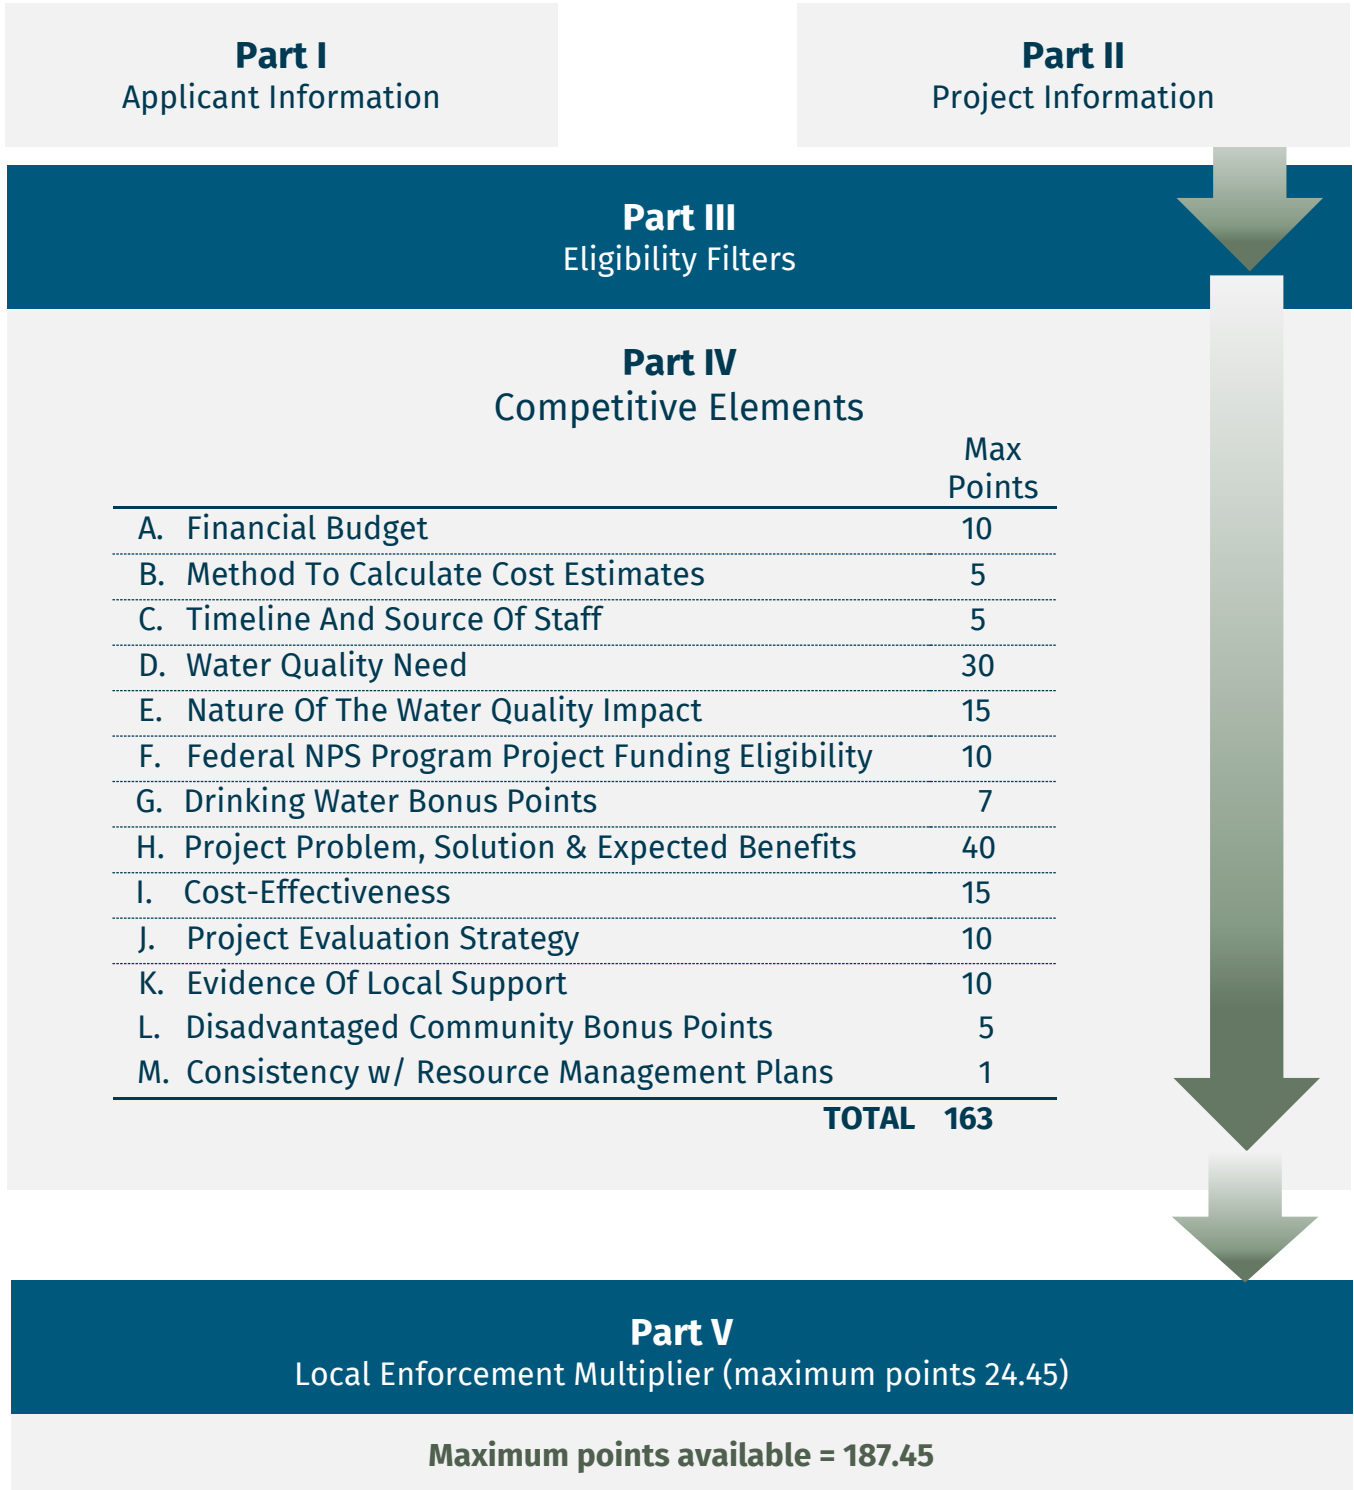 Part I
Applicant Information
Part II
Project Information
Part III
Eligibility Filters
Part IV
Competitive Elements
Max
Points
A. Financial Budget 10
B. Method To Calculate Cost Estimates 5
C. Timeline And Source Of Staff 5
D. Water Quality Need 30
E. Nature Of The Water Quality Impact 15
F. Federal NPS Program Project Funding Eligibility 10
G. Drinking Water Bonus Points 7
H. Project Problem, Solution & Expected Benefits 40
I. Cost-Effectiveness 15
J. Project Evaluation Strategy 10
K. Evidence Of Local Support 10
L. Disadvantaged Community Bonus Points 5
M. Consistency w/ Resource Management Plans 1
TOTAL 163
Part V
Local Enforcement Multiplier (maximum points 24.45)
Maximum points available = 187.45